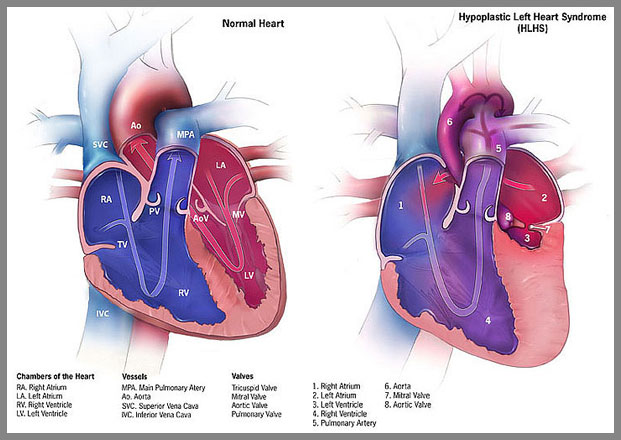 Normal Heart
Ao
MPA
SVC
LA
RA
PV
AoV
MV
TV
LV
RV
IVC
Chambers of the Heart
RA. Right Atrium
LA. Left Atrium
RV. Right Ventricle
LV. Left Ventricle
Vessels
MPA. Main Pulmonary Atery
Ao. Aorta
SVC. Superior Vena Cava
IVC. Inferior Vena Cava
Valves
Tricuspid Valve
Mitral Valve
Aortic Valve
Pulmonary Valve
Hypoplastic Left Heart Syndrome
(HLHS)
6
5
1
2
8
7
3
4
1. Right Atrium
2. Left Atrium
3. Left Ventricle
4. Right Ventricle
5. Pulmonary Artery
6. Aorta
7. Mitral Valve
8. Aortic Valve